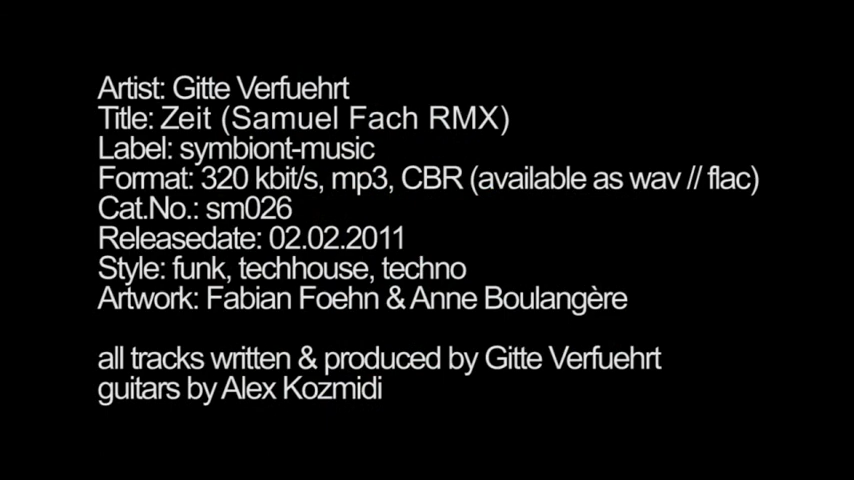 Artist: Gitte Verfuehrt
Title: Zeit (Samuel Fach RMX)
Label: symbiont-music
Format: 320 kbit/s, mp3, CBR (available as wav // flac)
Cat.No.: sm026
Releasedate: 02.02.2011
Style: funk, techhouse, techno
Artwork: Fabian Foehn & Anne Boulangère
all tracks written & produced by Gitte Verfuehrt
guitars by Alex Kozmidi